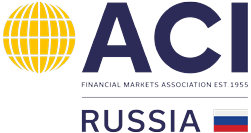 ACI
FINANCIAL MARKETS ASSOCIATION EST 1955
RUSSIA